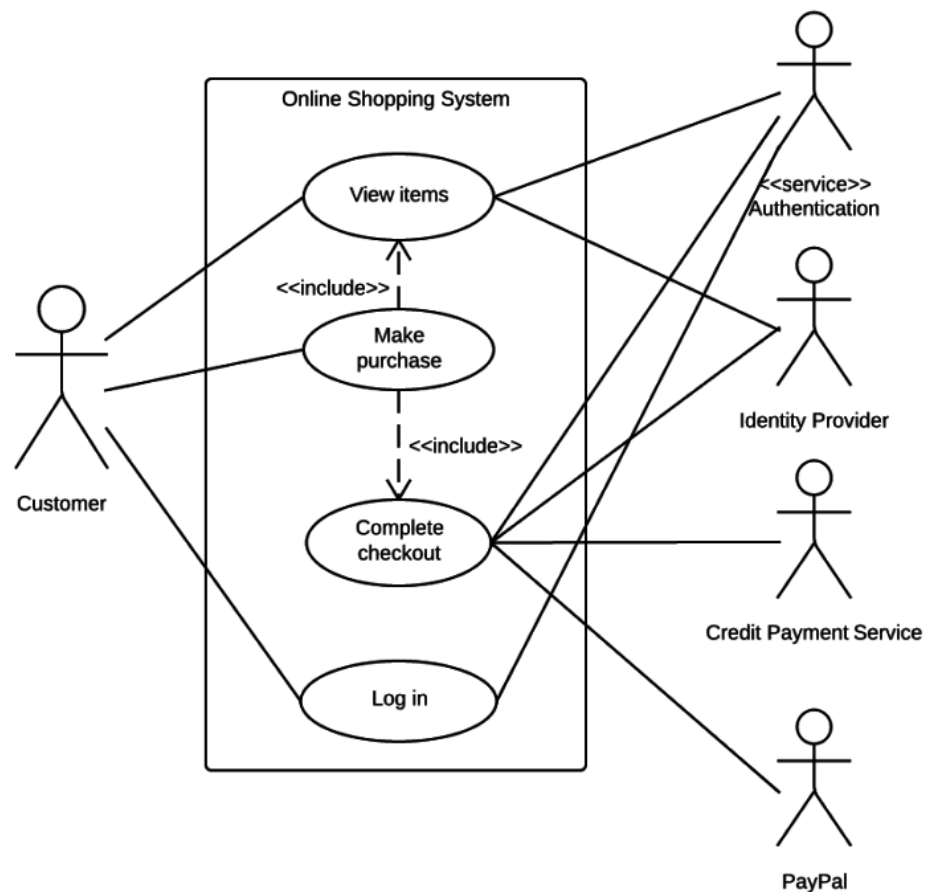 Online Shopping System
View items
<<include>>
Make
purchase
<<include>>
Complete
checkout
Log in
Customer
<<service>>
Authentication
Identity Provider
Credit Payment Service
PayPal